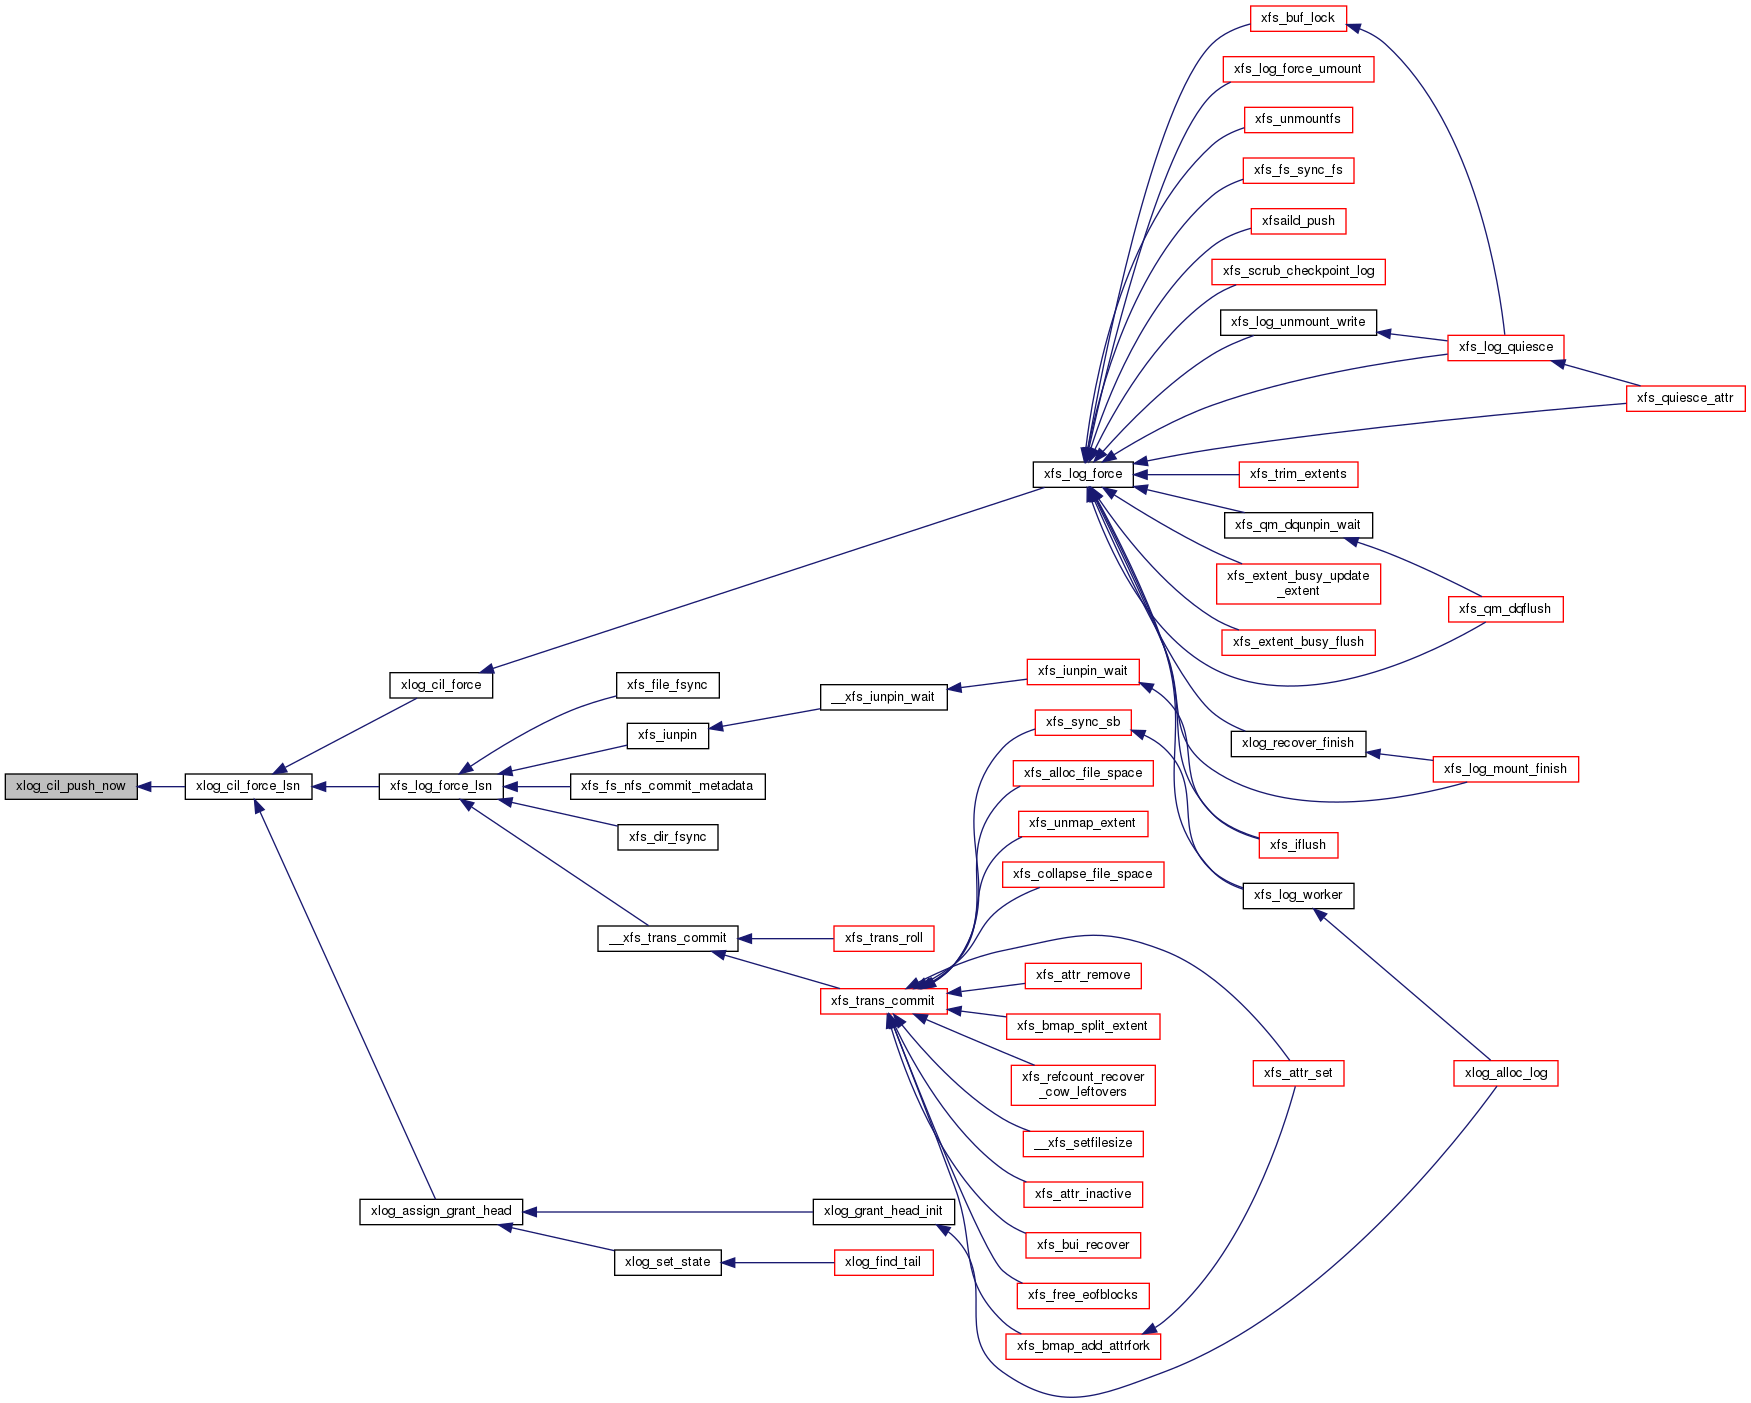 xfs_buf_lock
xfs_log_force_umount
xfs_unmountfs
xfs_fs_sync_fs
xfsaild_push
xfs_scrub_checkpoint_log
xfs_log_unmount_write
xfs_log_quiesce
xfs_quiesce_attr
xfs_log_force
xfs_trim_extents
xfs_qm_dqunpin_wait
xfs_extent_busy_update
_extent
xfs_qm_dqflush
xfs_extent_busy_flush
xlog_cil_force
xfs_file_fsync
__xfs_iunpin_wait
xfs_iunpin_wait
xfs_iunpin
xfs_sync_sb
xlog_recover_finish
xfs_log_mount_finish
xlog_cil_push_now
xlog_cil_force_lsn
xfs_log_force_lsn
xfs_fs_nfs_commit_metadata
xfs_alloc_file_space
xfs_dir_fsync
xfs_unmap_extent
xfs_iflush
xfs_collapse_file_space
xfs_log_worker
__xfs_trans_commit
xfs_trans_roll
xfs_trans_commit
xfs_attr_remove
xfs_bmap_split_extent
xfs_refcount_recover
_cow_leftovers
xfs_attr_set
xlog_alloc_log
__xfs_setfilesize
xfs_attr_inactive
xlog_assign_grant_head
xlog_grant_head_init
xfs_bui_recover
xlog_set_state
xlog_find_tail
xfs_free_eofblocks
xfs_bmap_add_attrfork